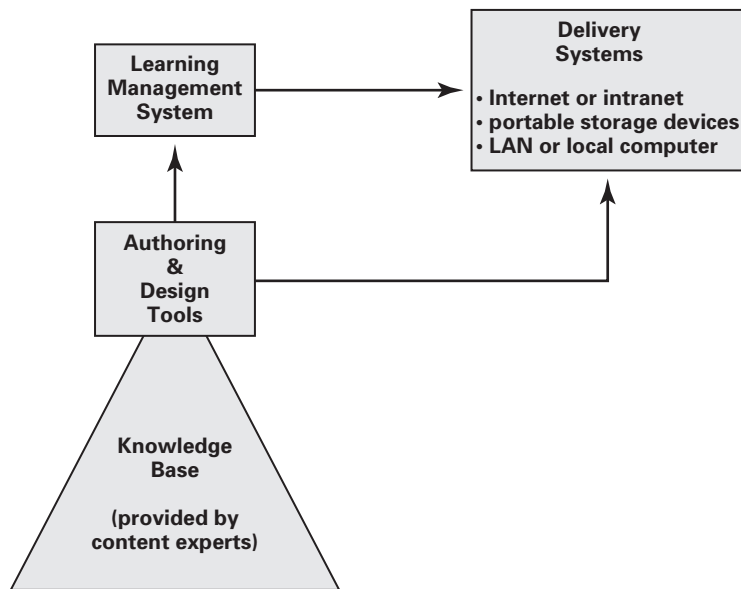 Learning
Management
System
Delivery
Systems
• Internet or intranet
• portable storage devices
• LAN or local computer
Authoring
&
Design
Tools
Knowledge
Base
(provided by
content experts)